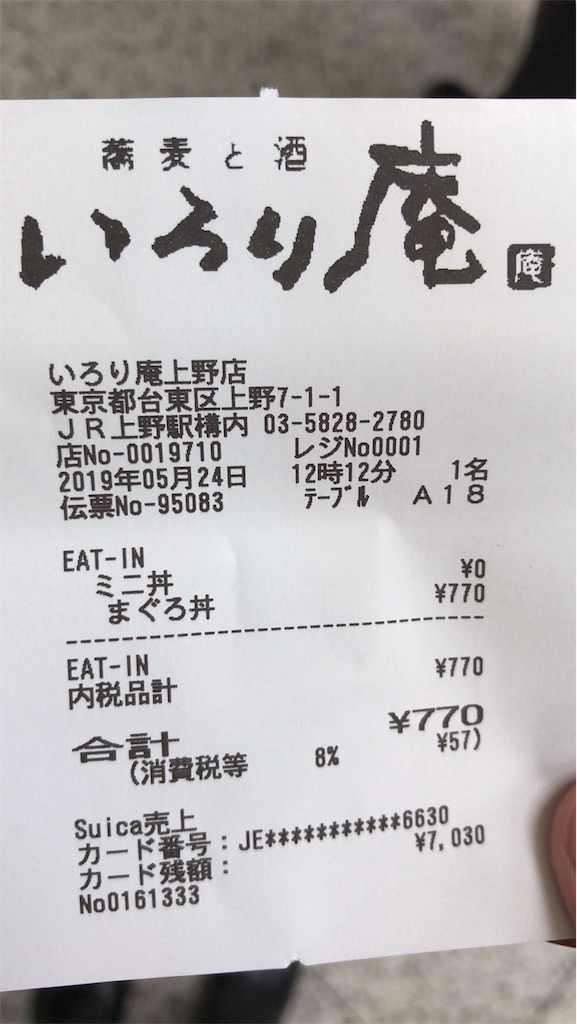 蕎麦と酒
いろり庵 庵
いろり庵上野店
東京都台東区上野7-1-1
JR上野駅構内 03-5828-2780
店No-0019710 レジNo0001
2019年05月24日 12時12分 1名
伝票No-95083 ﾃｰﾌﾞﾙ A18
EAT-IN
ミニ丼 ¥0
まぐろ丼 ¥770
EAT-IN ¥770
内税品計
合計 ¥770
(消費税等 8% ¥57)
Suica売上
カード番号：JE***********6630
カード残額： ¥7,030
No0161333